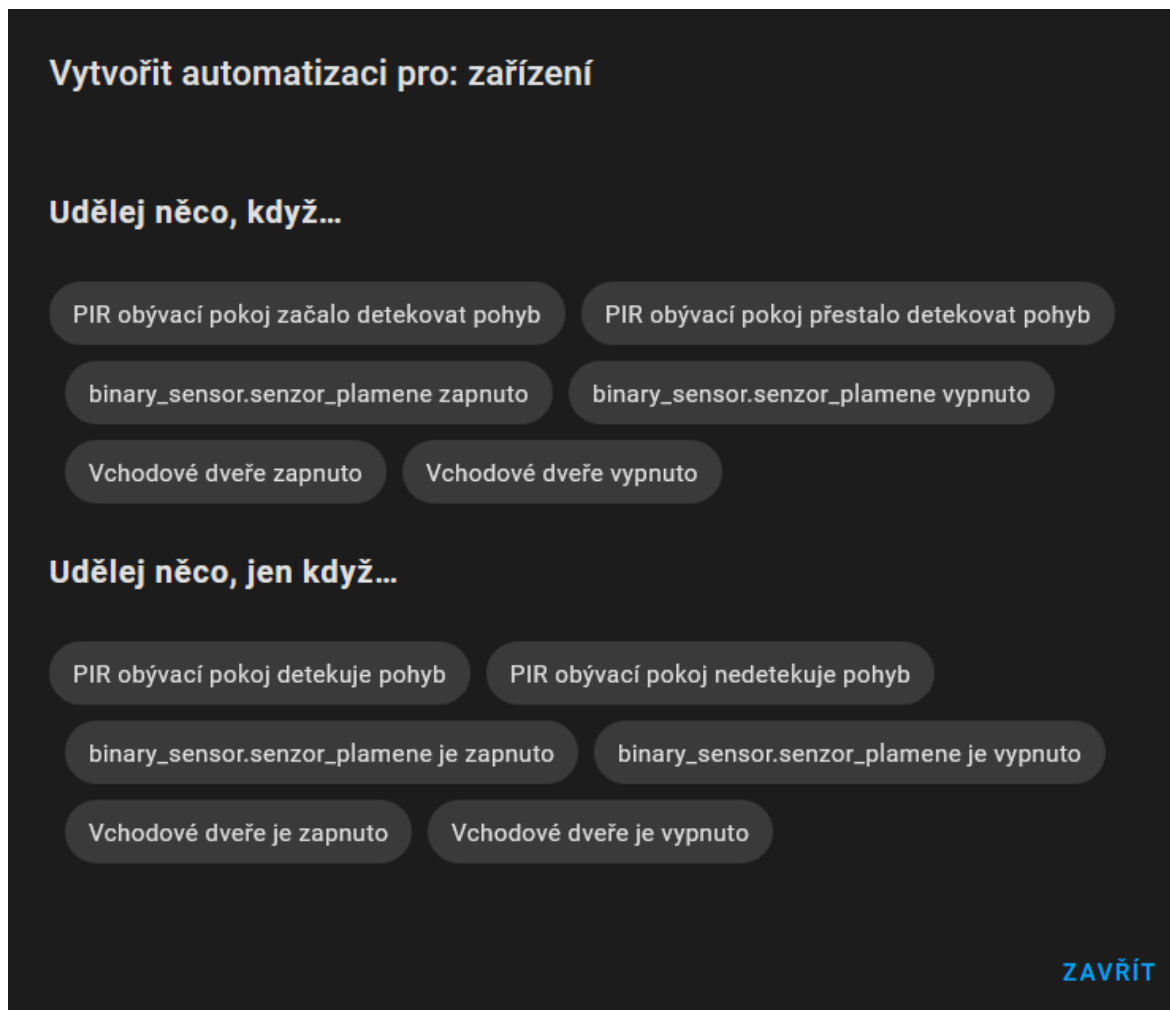 Vytvořit automatizaci pro: zařízení
Udělej něco, když…
PIR obývací pokoj začalo detekovat pohyb
PIR obývací pokoj přestalo detekovat pohyb
binary_sensor.senzor_plamene zapnuto
binary_sensor.senzor_plamene vypnuto
Vchodové dveře zapnuto
Vchodové dveře vypnuto
Udělej něco, jen když…
PIR obývací pokoj detekuje pohyb
PIR obývací pokoj nedetekuje pohyb
binary_sensor.senzor_plamene je zapnuto
binary_sensor.senzor_plamene je vypnuto
Vchodové dveře je zapnuto
Vchodové dveře je vypnuto
ZAVŘÍT